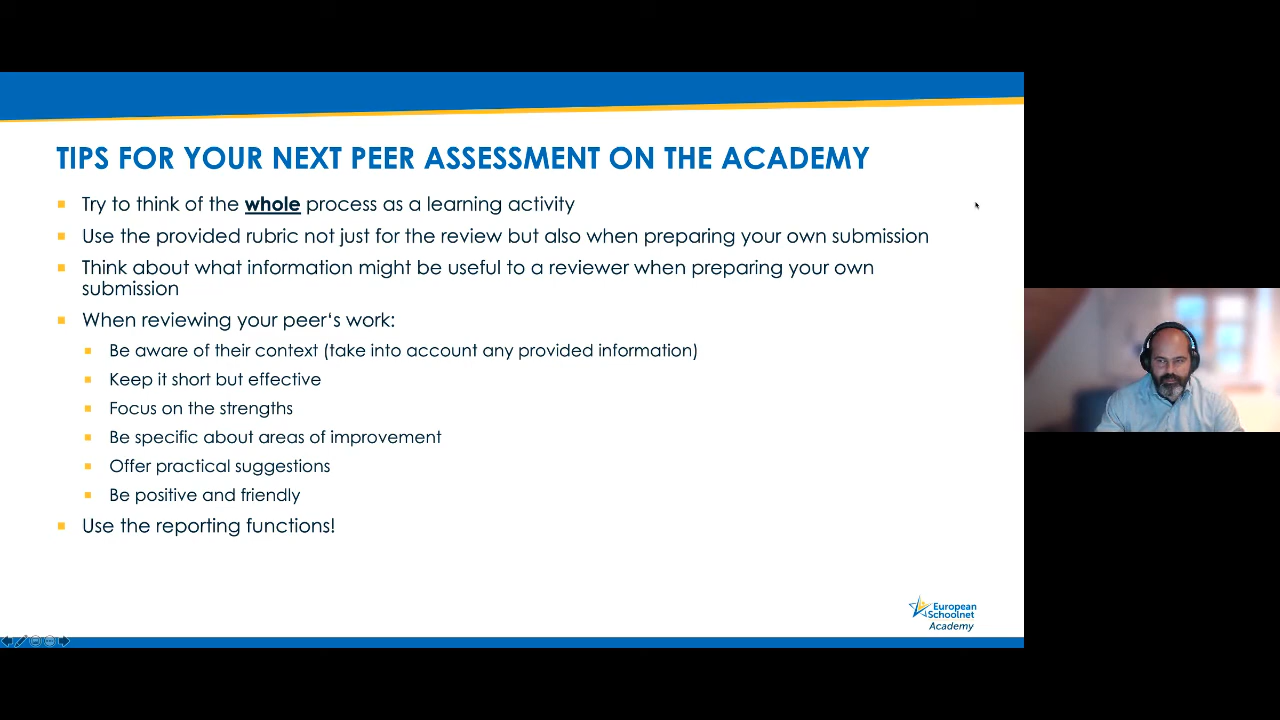 TIPS FOR YOUR NEXT PEER ASSESSMENT ON THE ACADEMY
Try to think of the whole process as a learning activity
Use the provided rubric not just for the review but also when preparing your own submission
Think about what information might be useful to a reviewer when preparing your own
submission
When reviewing your peer‘s work:
Be aware of their context (take into account any provided information)
Keep it short but effective
Focus on the strengths
Be specific about areas of improvement
Offer practical suggestions
Be positive and friendly
Use the reporting functions!
European
Schoolnet
Academy